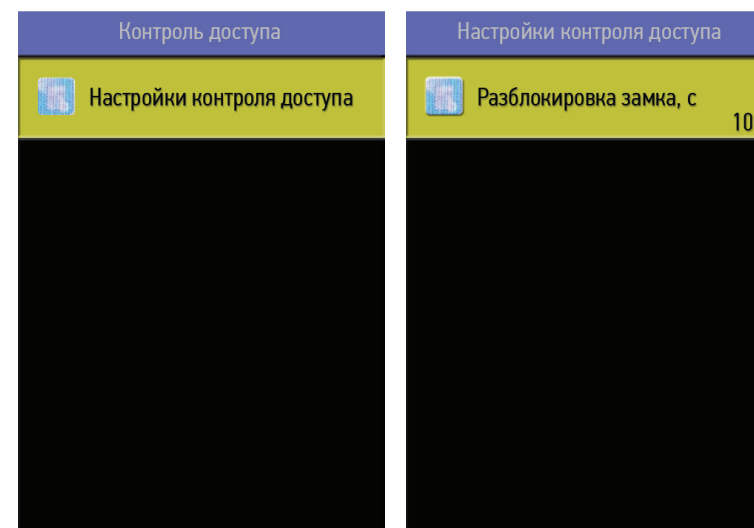 Контроль доступа
Настройки контроля доступа
Настройки контроля доступа
Разблокировка замка, с
10